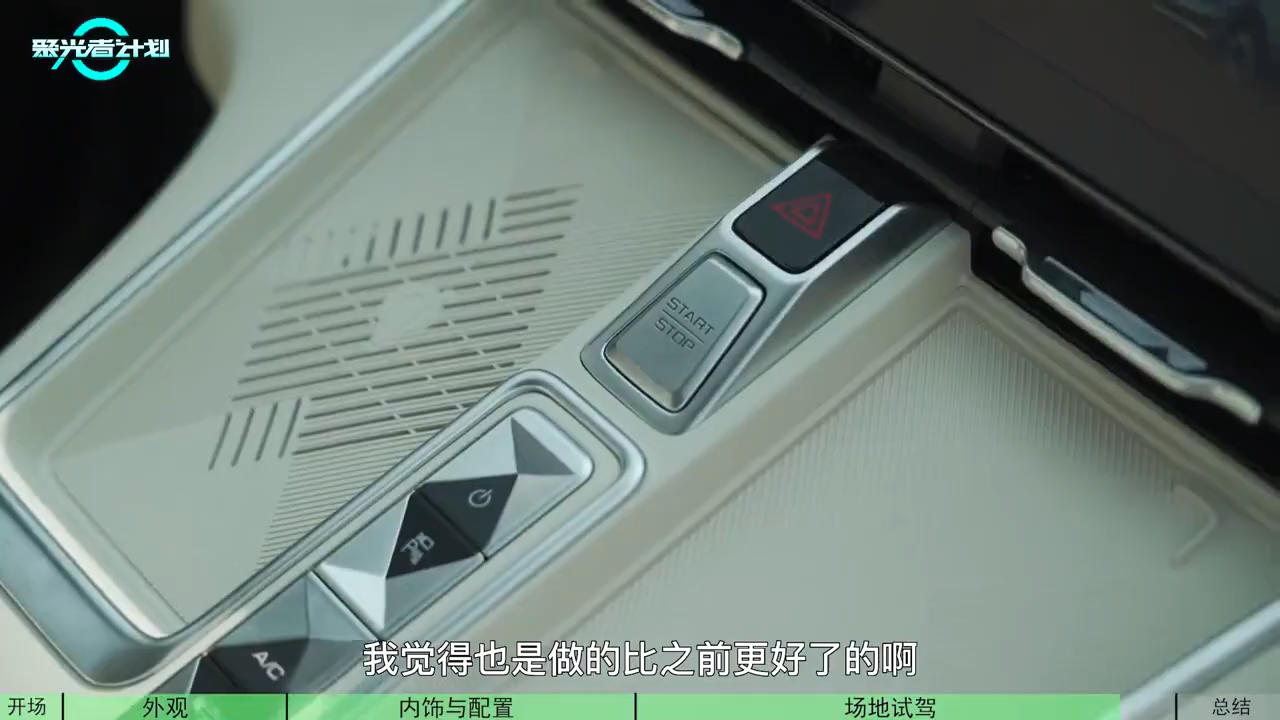 聚光者计划
START
STOP
A/C
我觉得也是做的比之前更好了的啊
开场
外观
内饰与配置
场地试驾
总结